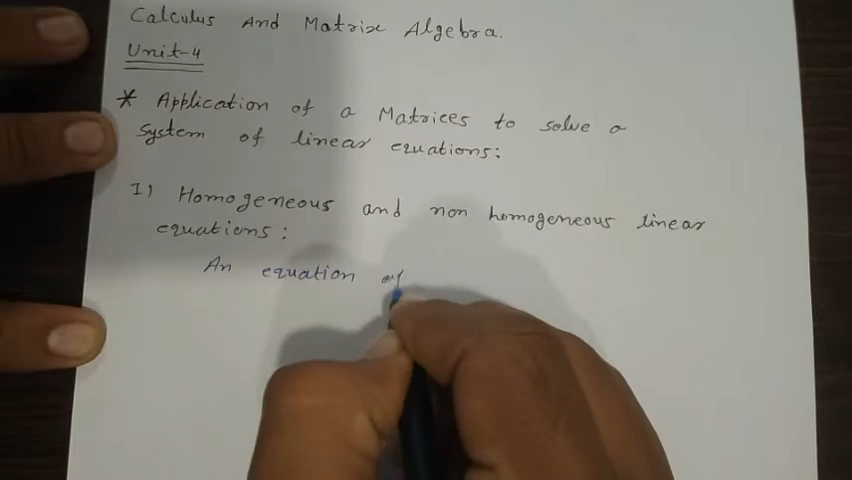 Calculus And Matrix Algebra.
Unit-4
* Application of a Matrices to solve a
System of linear equations:
I) Homogeneous and non homogeneous linear
equations:
An equation of